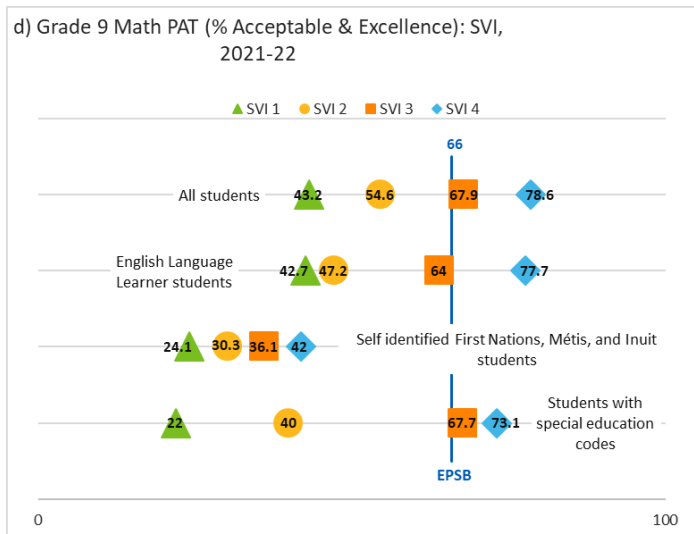 d) Grade 9 Math PAT (% Acceptable & Excellence): SVI,
2021-22
SVI 1 SVI 2 SVI 3 SVI 4
66
All students 43.2 54.6 67.9 78.6
English Language
Learner students
42.7 47.2 64 77.7
24.1 30.3 36.1 42
Self identified First Nations, Métis, and Inuit
students
22 40 67.7 73.1
Students with
special education
codes
EPSB
0 100